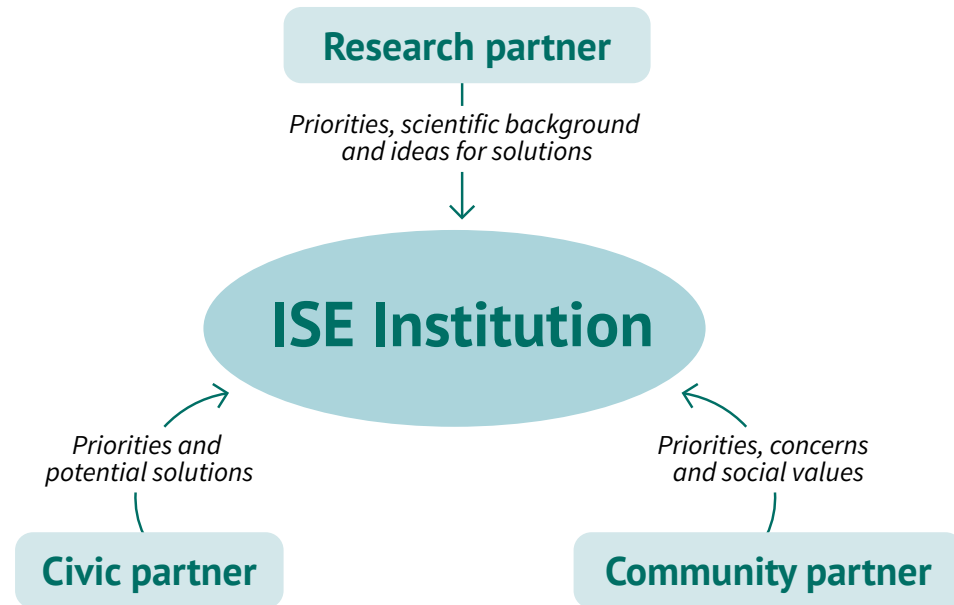 Research partner
Priorities, scientific background
and ideas for solutions
ISE Institution
Priorities and
potential solutions
Priorities, concerns
and social values
Civic partner
Community partner